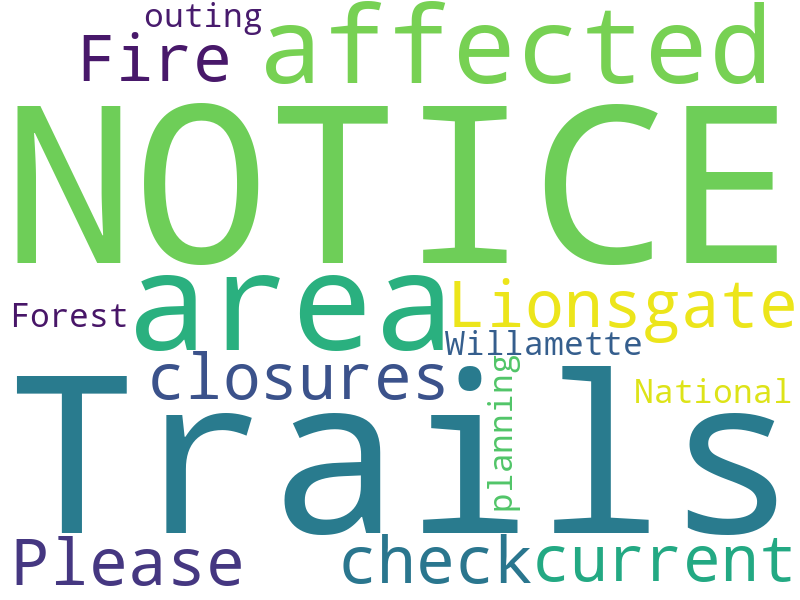 outing
Fire affected
NOTICE
area Lionsgate
Forest
Willamette
closures
planning
National
Trails
Please check current